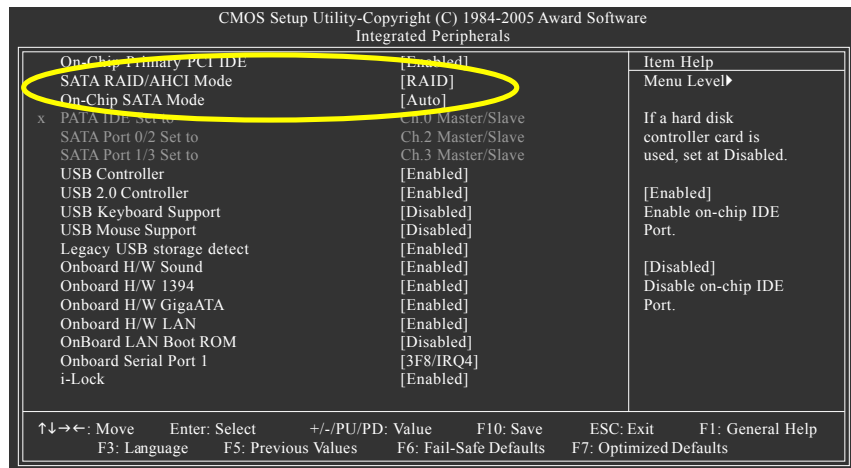 CMOS Setup Utility-Copyright (C) 1984-2005 Award Software
Integrated Peripherals
On-Chip Primary PCI IDE [Enabled]
SATA RAID/AHCI Mode [RAID]
On-Chip SATA Mode [Auto]
x PATA IDE Set to Ch.0 Master/Slave
SATA Port 0/2 Set to Ch.2 Master/Slave
SATA Port 1/3 Set to Ch.3 Master/Slave
USB Controller [Enabled]
USB 2.0 Controller [Enabled]
USB Keyboard Support [Disabled]
USB Mouse Support [Disabled]
Legacy USB storage detect [Enabled]
Onboard H/W Sound [Enabled]
Onboard H/W 1394 [Enabled]
Onboard H/W GigaATA [Enabled]
Onboard H/W LAN [Enabled]
OnBoard LAN Boot ROM [Disabled]
Onboard Serial Port 1 [3F8/IRQ4]
i-Lock [Enabled]
Item Help
Menu Level▶
If a hard disk
controller card is
used, set at Disabled.
[Enabled]
Enable on-chip IDE
Port.
[Disabled]
Disable on-chip IDE
Port.
↑↓→←: Move Enter: Select +/-/PU/PD: Value F10: Save ESC: Exit F1: General Help
F3: Language F5: Previous Values F6: Fail-Safe Defaults F7: Optimized Defaults